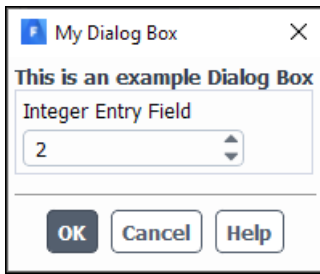 F My Dialog Box
This is an example Dialog Box
Integer Entry Field
2
OK Cancel Help